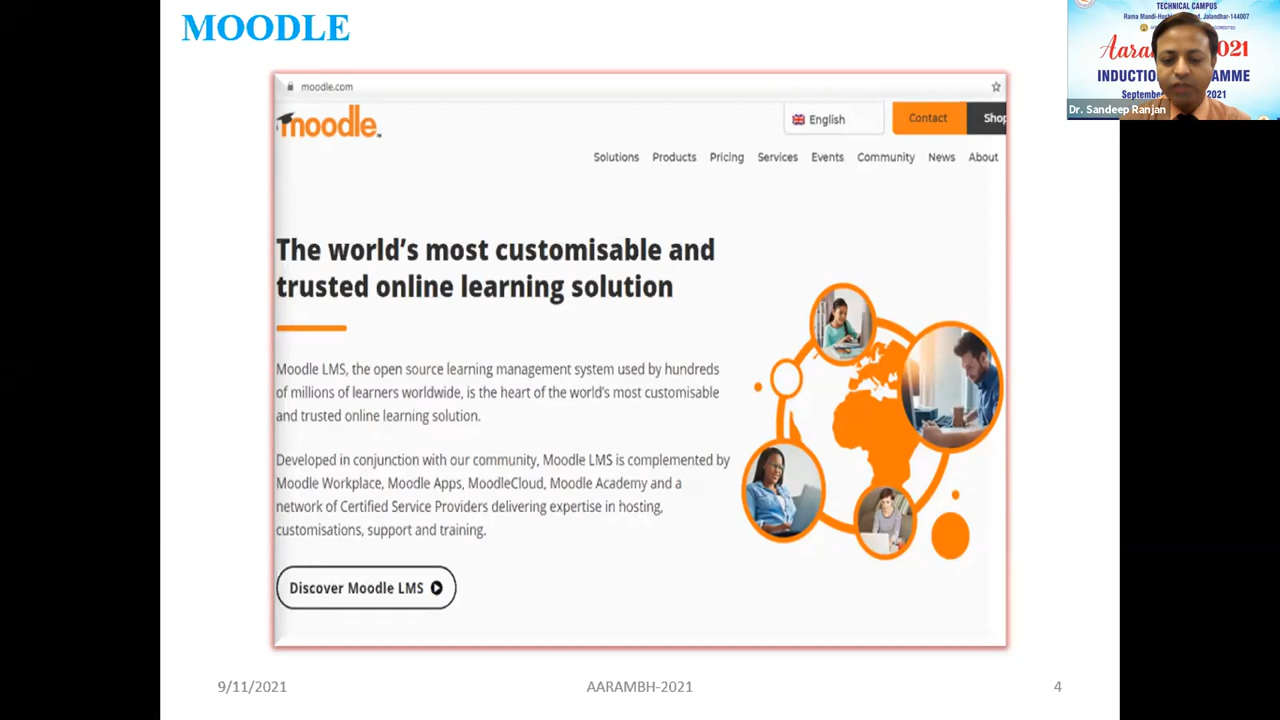 MOODLE
TECHNICAL CAMPUS
Jalandhar-144007
2021
Dr. Sandeep Ranjan
moodle.com
moodle
English
Contact
Shop
Solutions Products Pricing Services Events Community News About
The world's most customisable and
trusted online learning solution
Moodle LMS, the open source learning management system used by hundreds
of millions of learners worldwide, is the heart of the world's most customisable
and trusted online learning solution.
Developed in conjunction with our community, Moodle LMS is complemented by
Moodle Workplace, Moodle Apps, MoodleCloud, Moodle Academy and a
network of Certified Service Providers delivering expertise in hosting,
customisations, support and training.
Discover Moodle LMS
9/11/2021
AARAMBH-2021
4